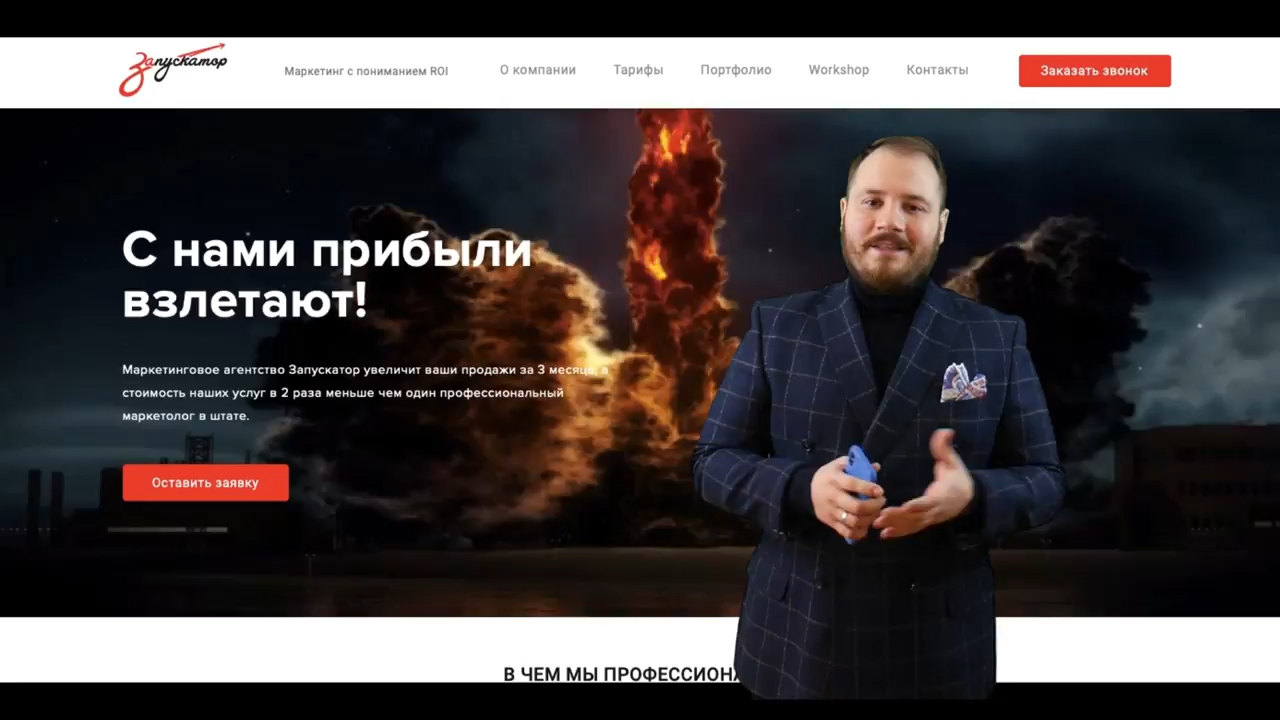 Запускатор
Маркетинг с пониманием ROI
О компании
Тарифы
Портфолио
Workshop
Контакты
Заказать звонок
С нами прибыли
взлетают!
Маркетинговое агентство Запускатор увеличит ваши продажи за 3 месяца, а
стоимость наших услуг в 2 раза меньше чем один профессиональный
маркетолог в штате.
Оставить заявку
В ЧЕМ МЫ